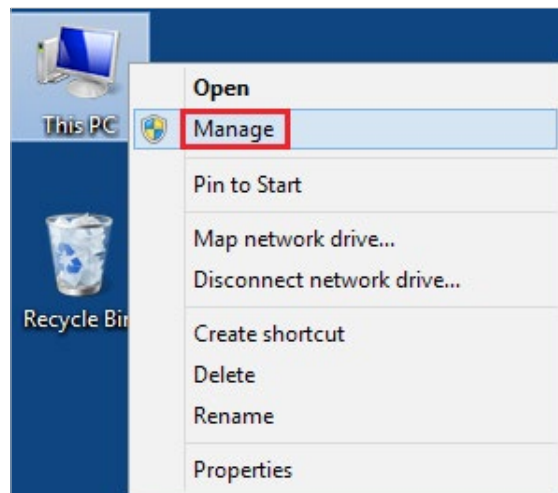 This PC
Recycle Bin
Open
Manage
Pin to Start
Map network drive...
Disconnect network drive...
Create shortcut
Delete
Rename
Properties